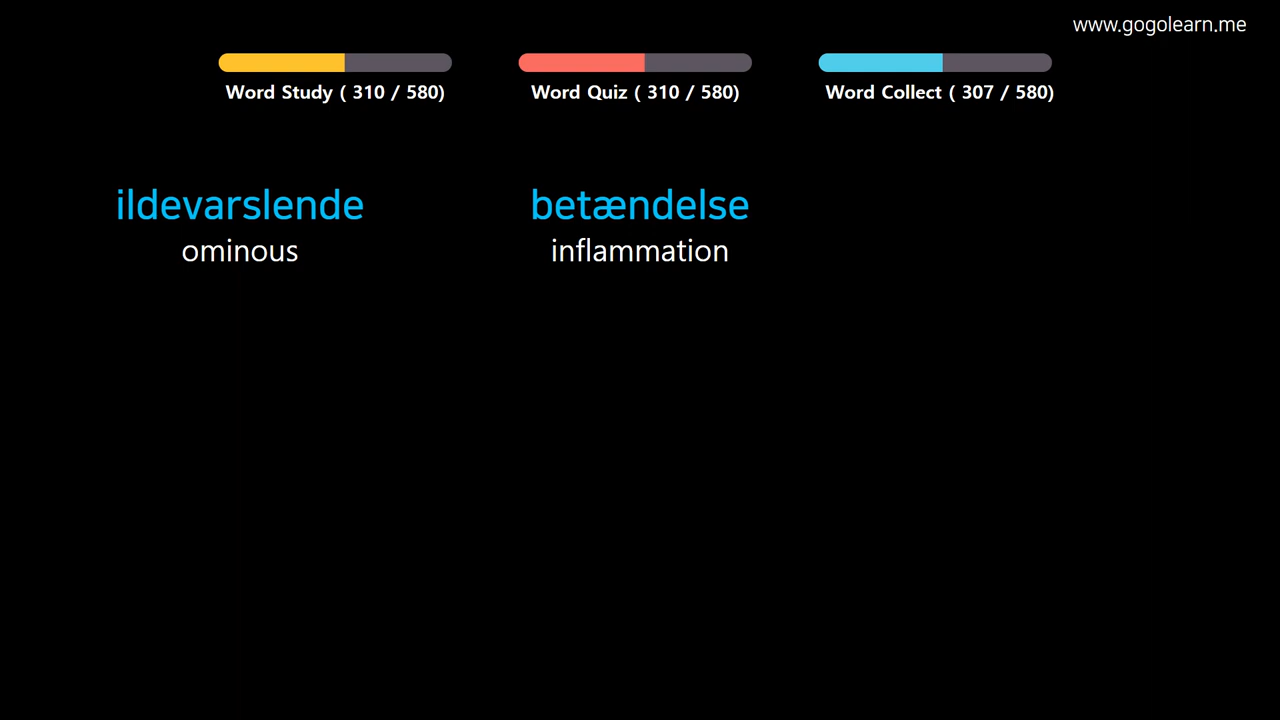 www.gogolearn.me
Word Study ( 310 / 580)
Word Quiz ( 310 / 580)
Word Collect ( 307 / 580)
ildevarslende
ominous
betændelse
inflammation